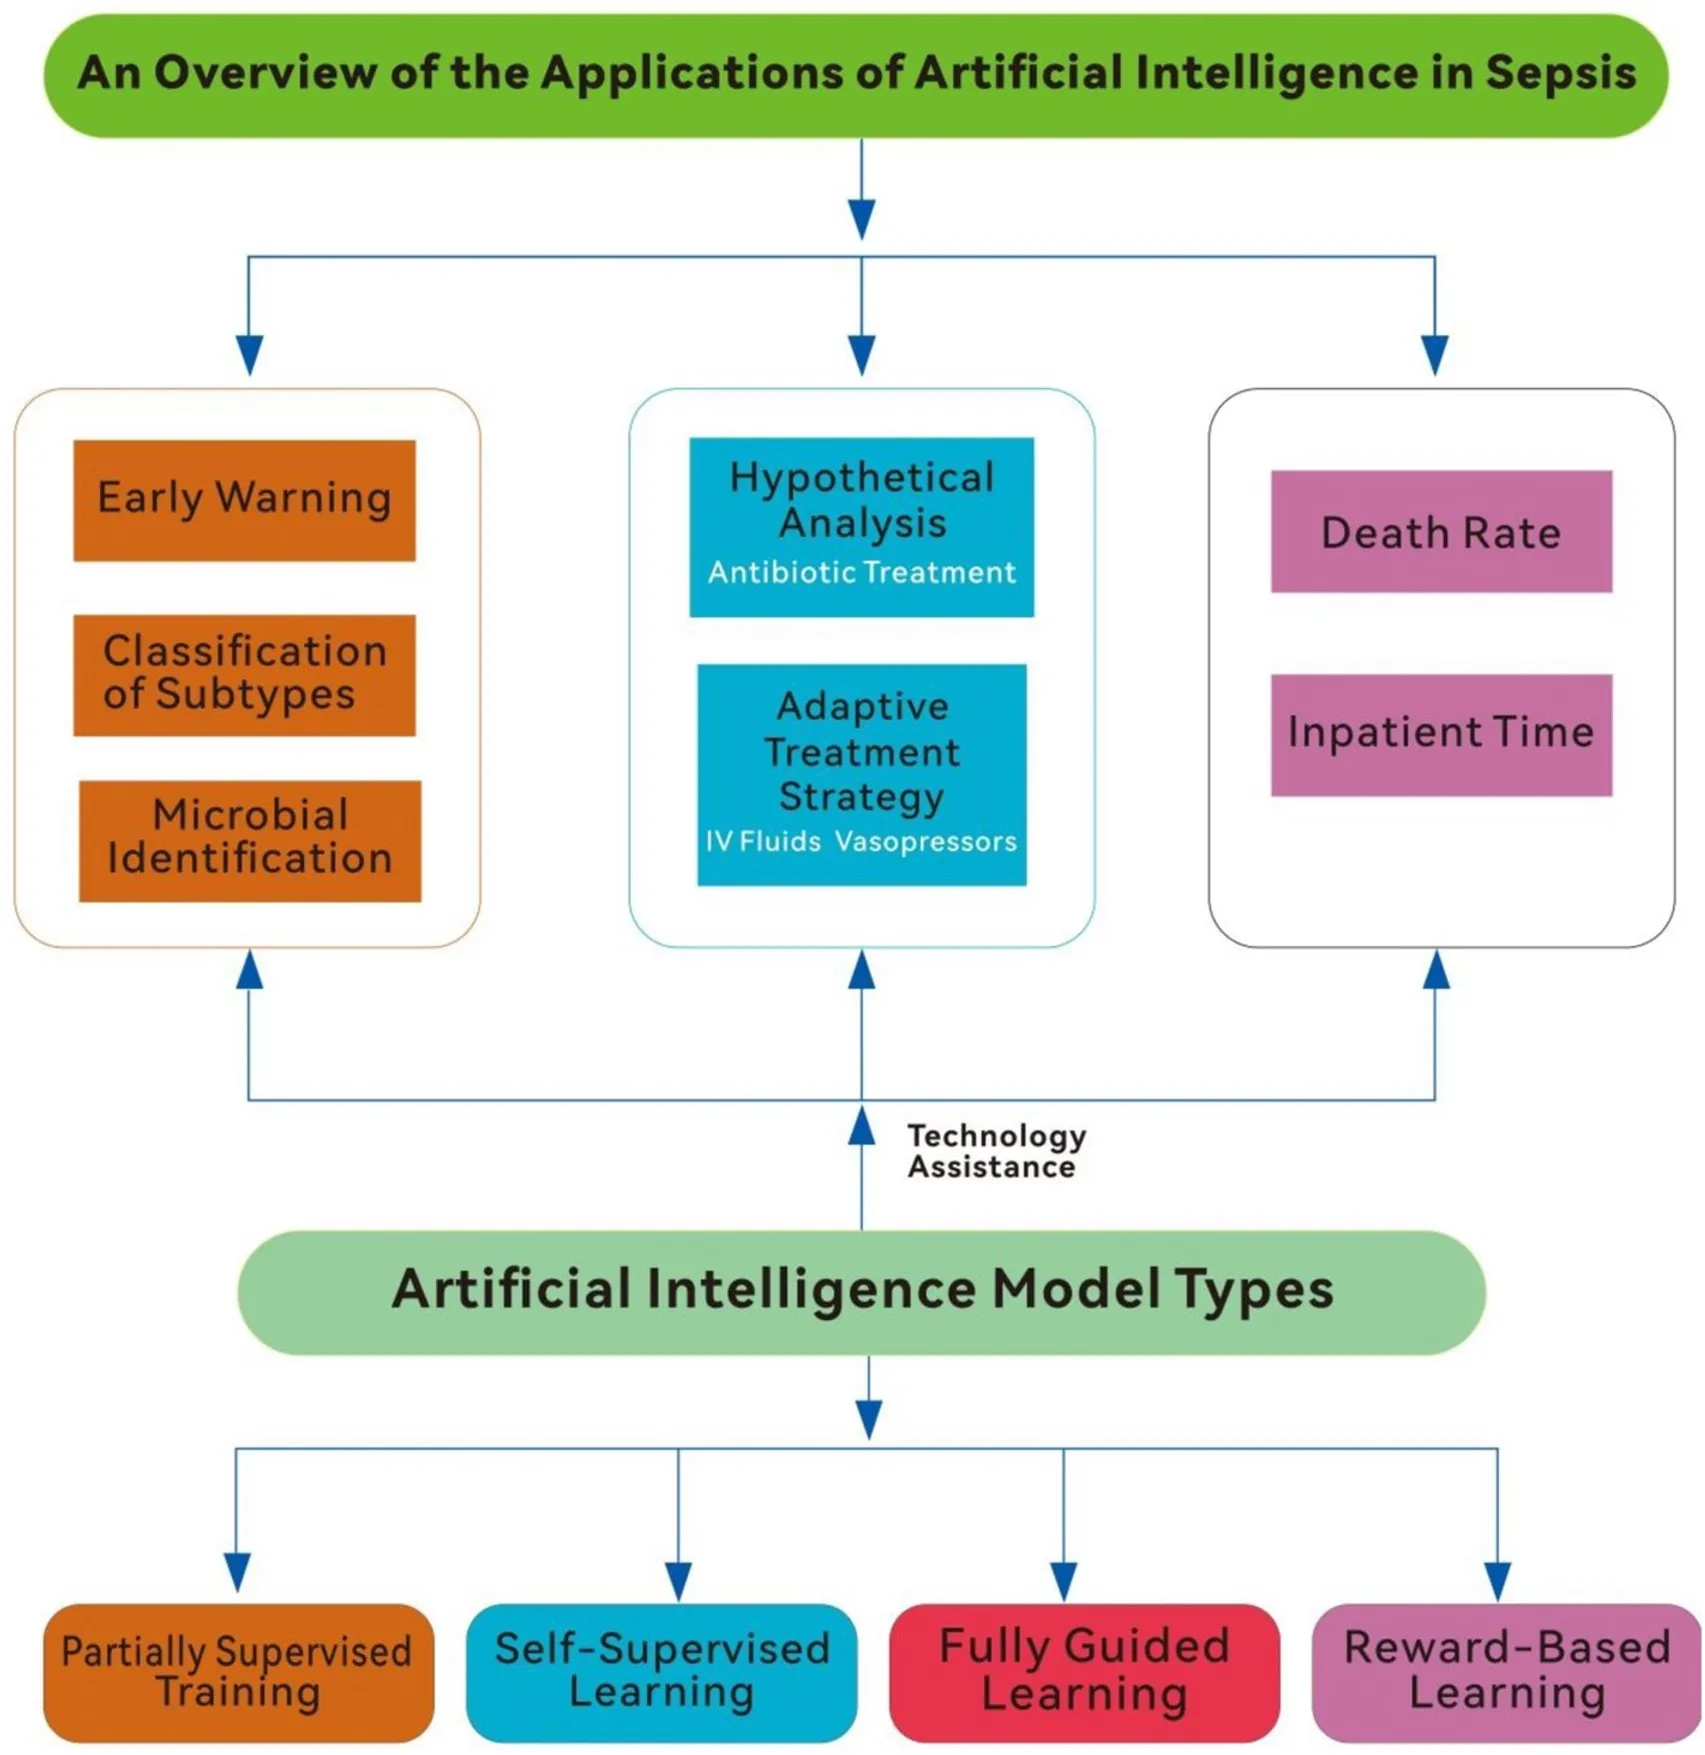 An Overview of the Applications of Artificial Intelligence in Sepsis
Early Warning
Classification
of Subtypes
Microbial
Identification
Hypothetical
Analysis
Antibiotic Treatment
Adaptive
Treatment
Strategy
IV Fluids Vasopressors
Death Rate
Inpatient Time
Technology
Assistance
Artificial Intelligence Model Types
Partially Supervised
Training
Self-Supervised
Learning
Fully Guided
Learning
Reward-Based
Learning